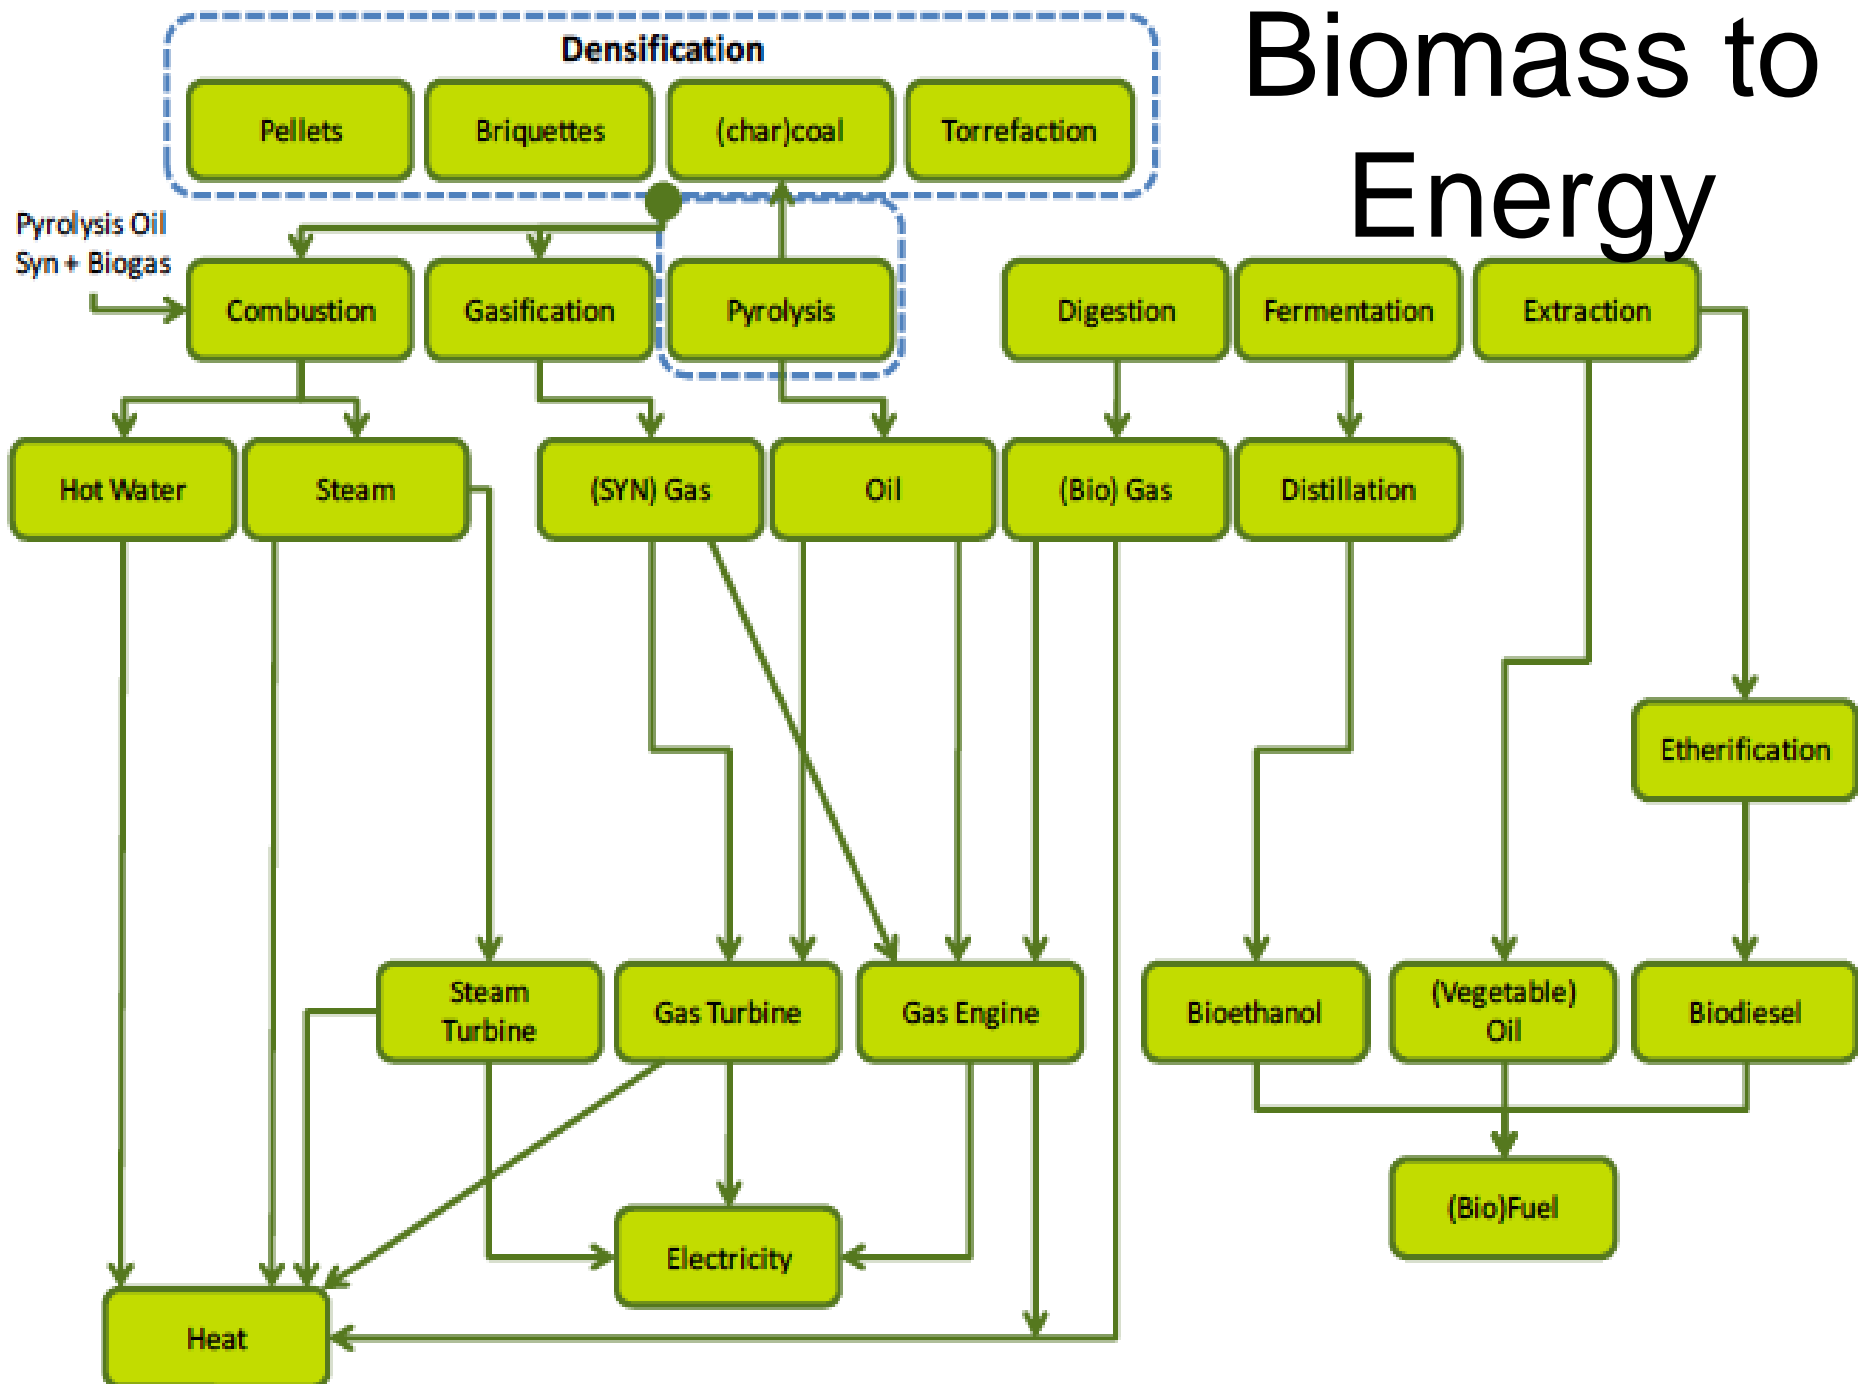 Biomass to
Energy
Densification
Pellets
Briquettes
(char)coal
Torrefaction
Pyrolysis Oil
Syn + Biogas
Combustion
Gasification
Pyrolysis
Digestion
Fermentation
Extraction
Hot Water
Steam
(SYN) Gas
Oil
(Bio) Gas
Distillation
Etherification
Steam
Turbine
Gas Turbine
Gas Engine
Bioethanol
(Vegetable)
Oil
Biodiesel
(Bio)Fuel
Electricity
Heat